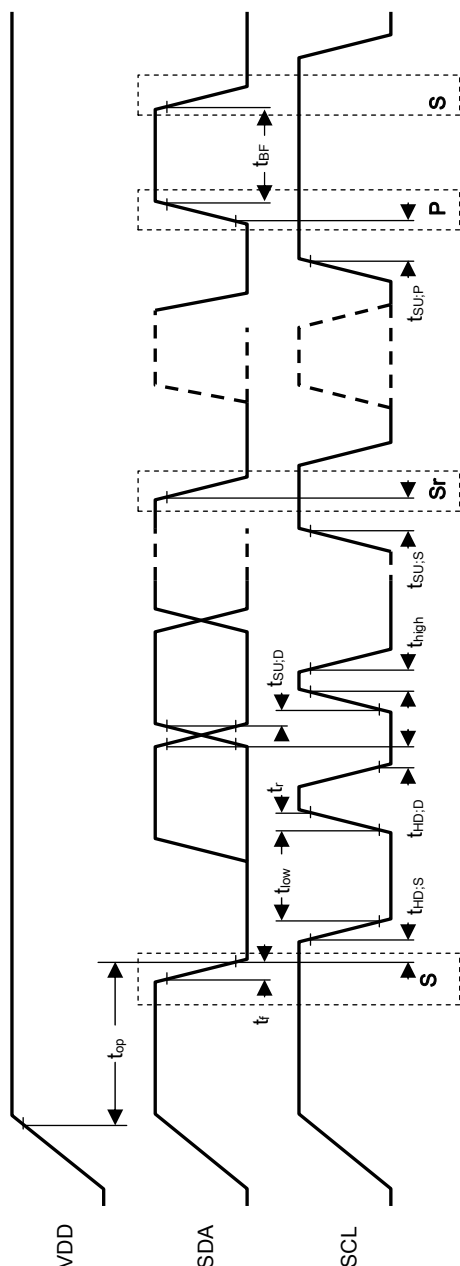 VDD
t_op
SDA
t_BF
t_f
t_low
t_r
t_SU;D
SCL
t_HD;S
t_HD;D
t_high
t_SU;S
t_SU;P
S
Sr
P
S